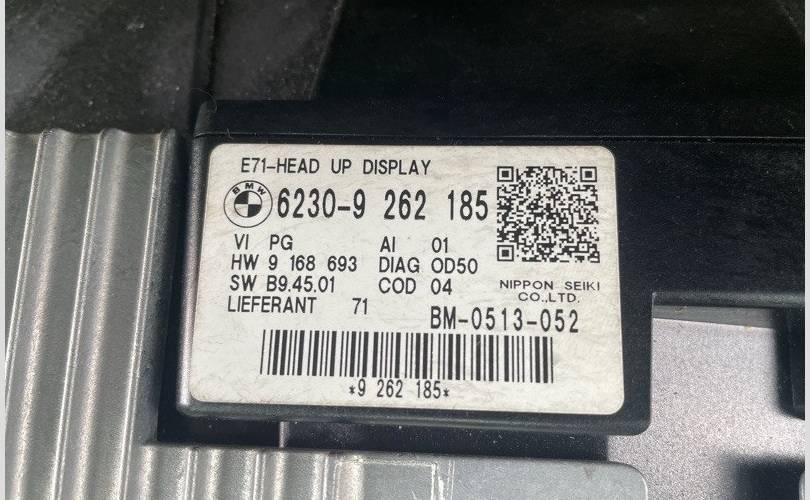 E71-HEAD UP DISPLAY
BMW 6230-9 262 185
VI PG AI 01
HW 9 168 693 DIAG OD50
SW B9.45.01 COD 04
LIEFERANT 71
NIPPON SEIKI
CO.,LTD.
BM-0513-052
*9 262 185*